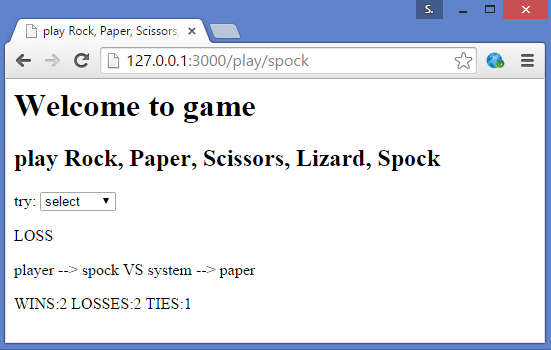 S.
play Rock, Paper, Scissors,
127.0.0.1:3000/play/spock
Welcome to game
play Rock, Paper, Scissors, Lizard, Spock
try: select
LOSS
player --> spock VS system --> paper
WINS:2 LOSSES:2 TIES:1